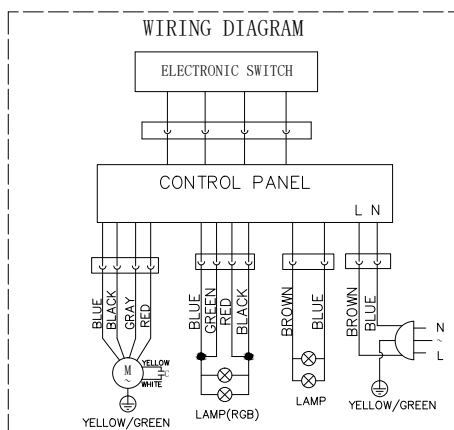 WIRING DIAGRAM
ELECTRONIC SWITCH
CONTROL PANEL
L N
BLUE
BLACK
GRAY
RED
BLUE
GREEN
RED
BLACK
BROWN
BLUE
BROWN
BLUE
M
~
YELLOW
C
WHITE
N
~
L
YELLOW/GREEN
LAMP(RGB)
LAMP
YELLOW/GREEN